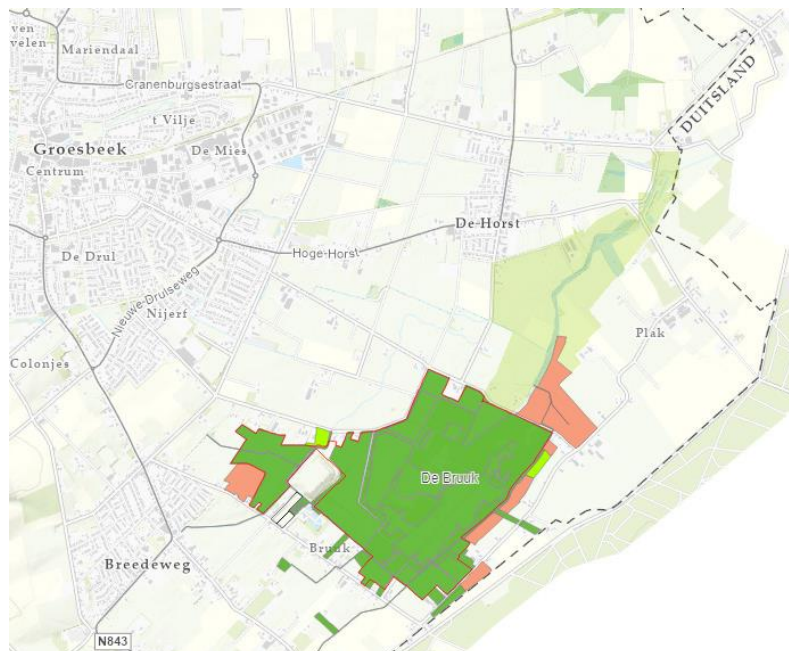 ven
velen
Mariendaal
Cranenburgsestraat
DUITSLAND
t Vilje
Groesbeek
De Mies
Centrum
De Horst
De Drul
Hoge-Horst
Nieuwe-Drulseweg
Nijerf
Plak
Colonjes
De Bruuk
Bruuk
Breedeweg
N843